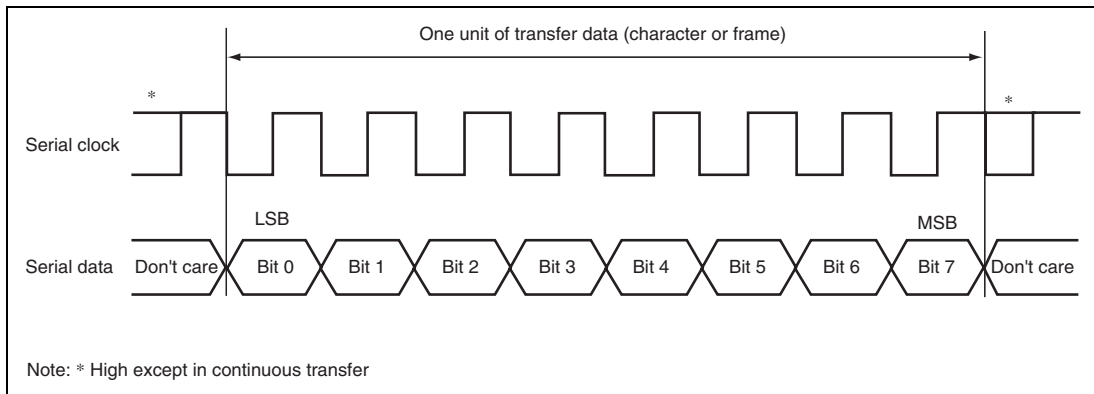 One unit of transfer data (character or frame)
* *
Serial clock
LSB MSB
Serial data Don't care Bit 0 Bit 1 Bit 2 Bit 3 Bit 4 Bit 5 Bit 6 Bit 7 Don't care
Note: * High except in continuous transfer